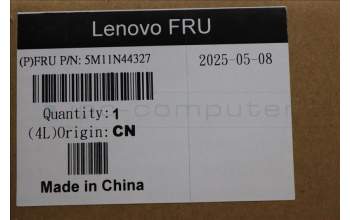 Lenovo FRU
(P)FRU P/N: 5M11N44327
2025-05-08
Quantity: 1
(4L)Origin: CN
Made in China